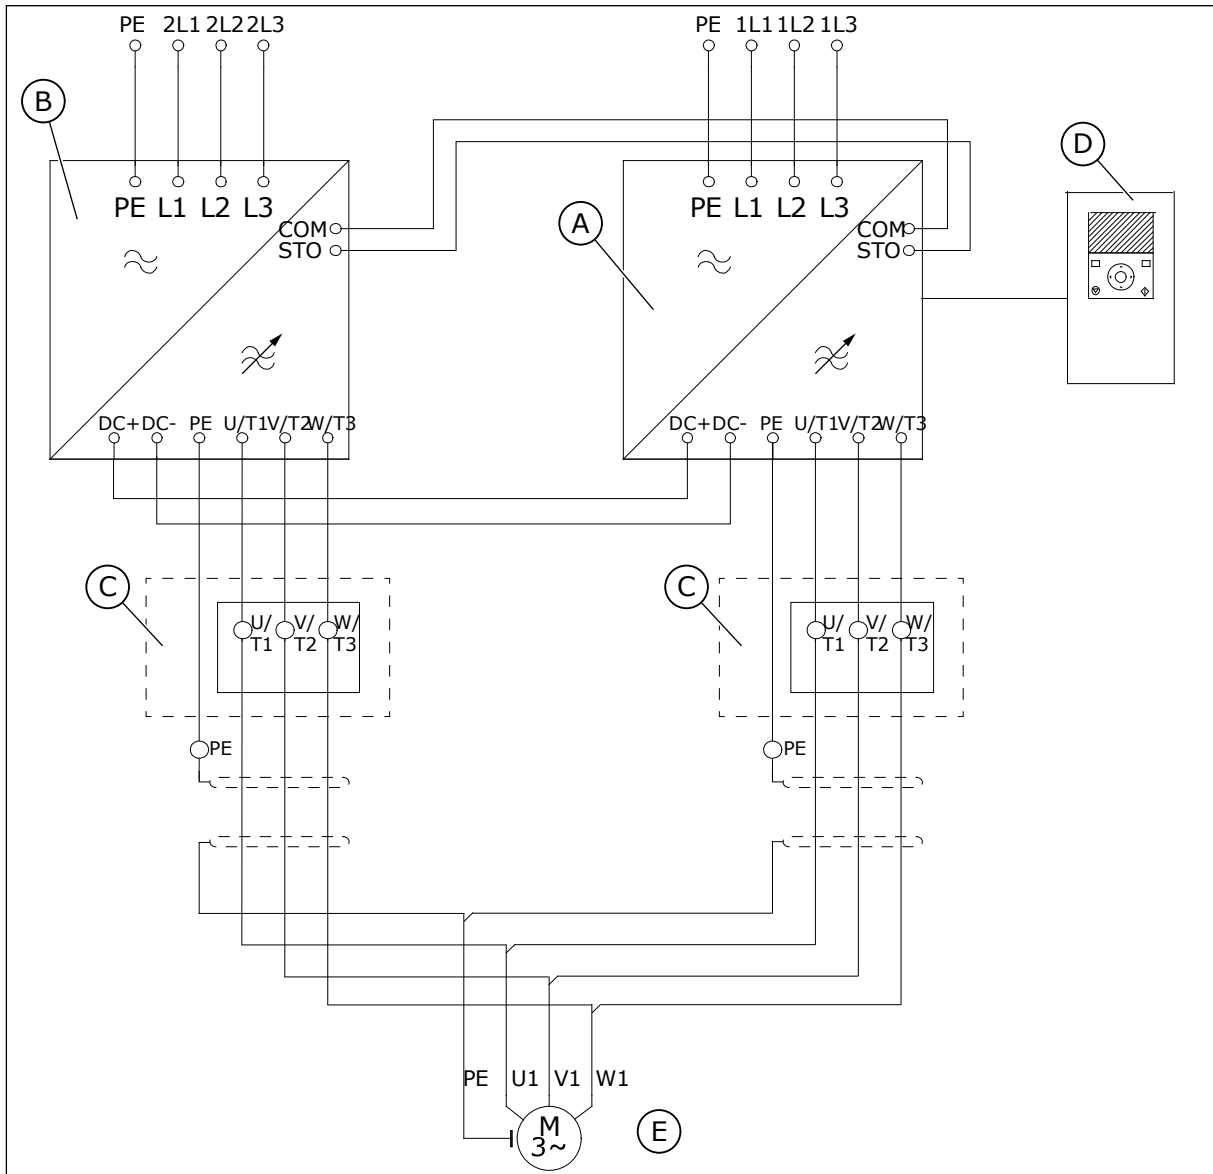 PE 2L1 2L2 2L3
PE 1L1 1L2 1L3
B
D
PE L1 L2 L3
PE L1 L2 L3
A
COM
STO
COM
STO
DC+ DC- PE U/T1 V/T2 W/T3
DC+ DC- PE U/T1 V/T2 W/T3
C
U/T1 V/T2 W/T3
C
U/T1 V/T2 W/T3
PE
PE
PE U1 V1 W1
M
3~
E